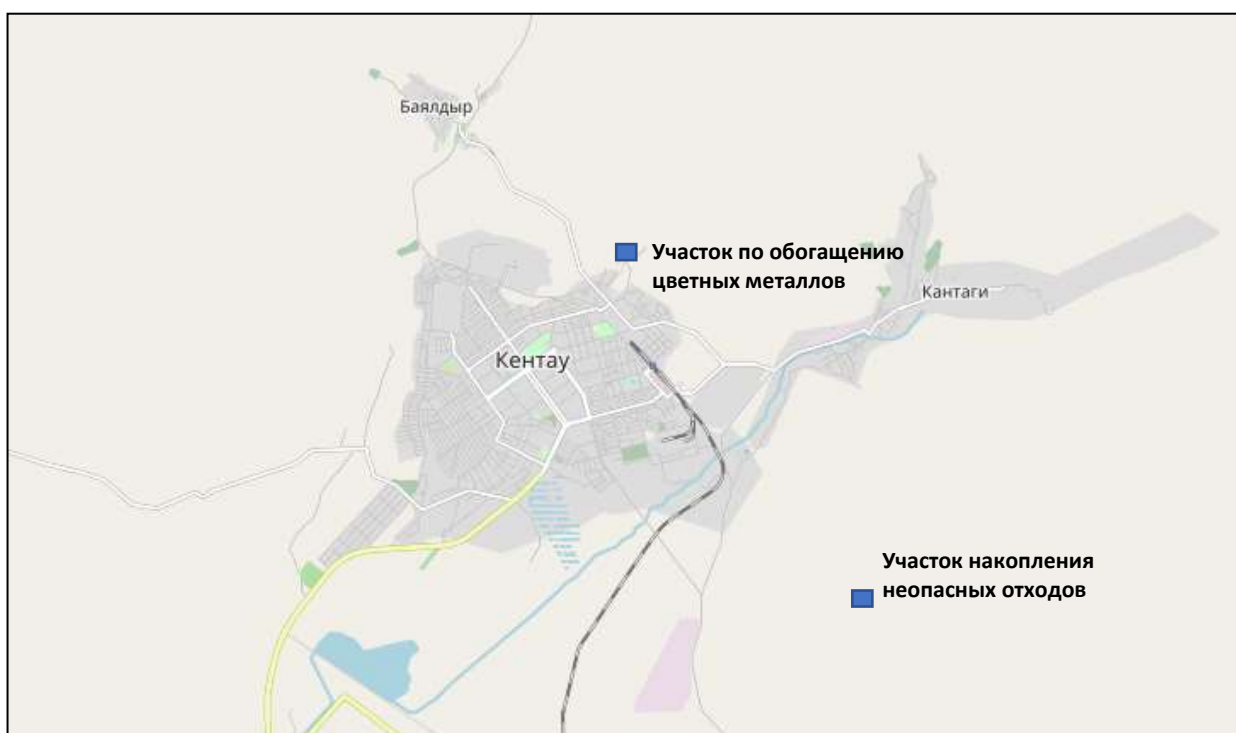 Баялдыр
Участок по обогащению
цветных металлов
Кантаги
Кентау
Участок накопления
неопасных отходов